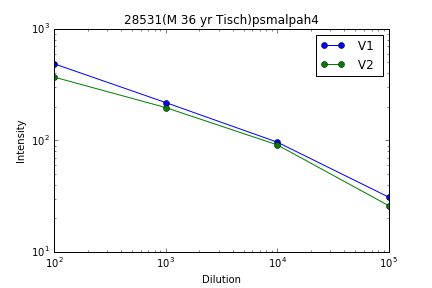 28531(M 36 yr Tisch)psmalpah4
V1
V2
Intensity
10³
10²
10¹
10² 10³ 10⁴ 10⁵
Dilution